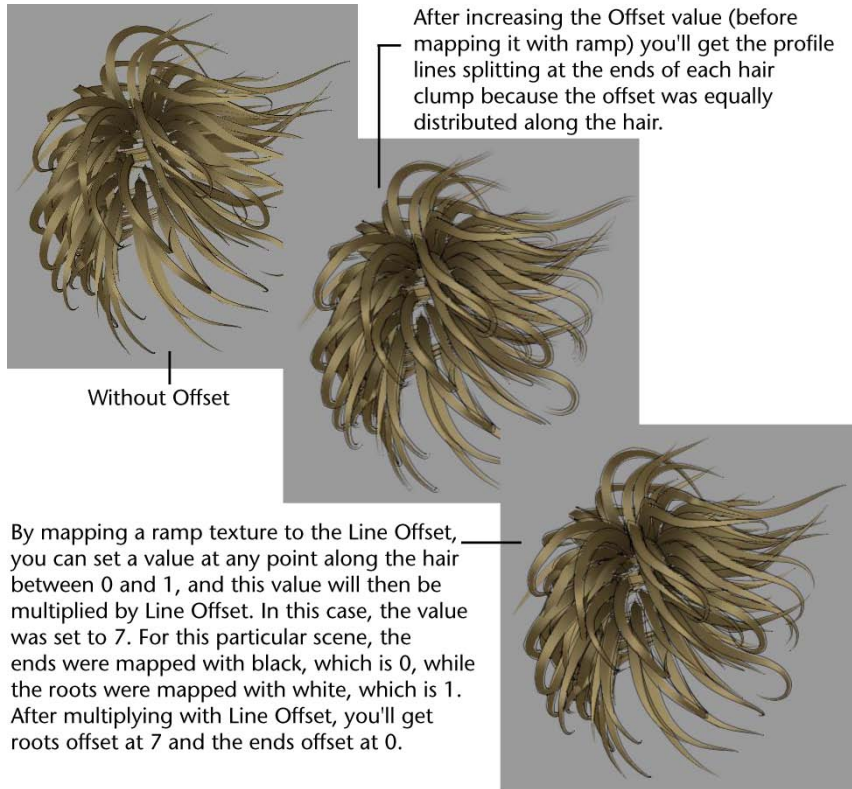 After increasing the Offset value (before
mapping it with ramp) you'll get the profile
lines splitting at the ends of each hair
clump because the offset was equally
distributed along the hair.
Without Offset
By mapping a ramp texture to the Line Offset,
you can set a value at any point along the hair
between 0 and 1, and this value will then be
multiplied by Line Offset. In this case, the value
was set to 7. For this particular scene, the
ends were mapped with black, which is 0, while
the roots were mapped with white, which is 1.
After multiplying with Line Offset, you'll get
roots offset at 7 and the ends offset at 0.